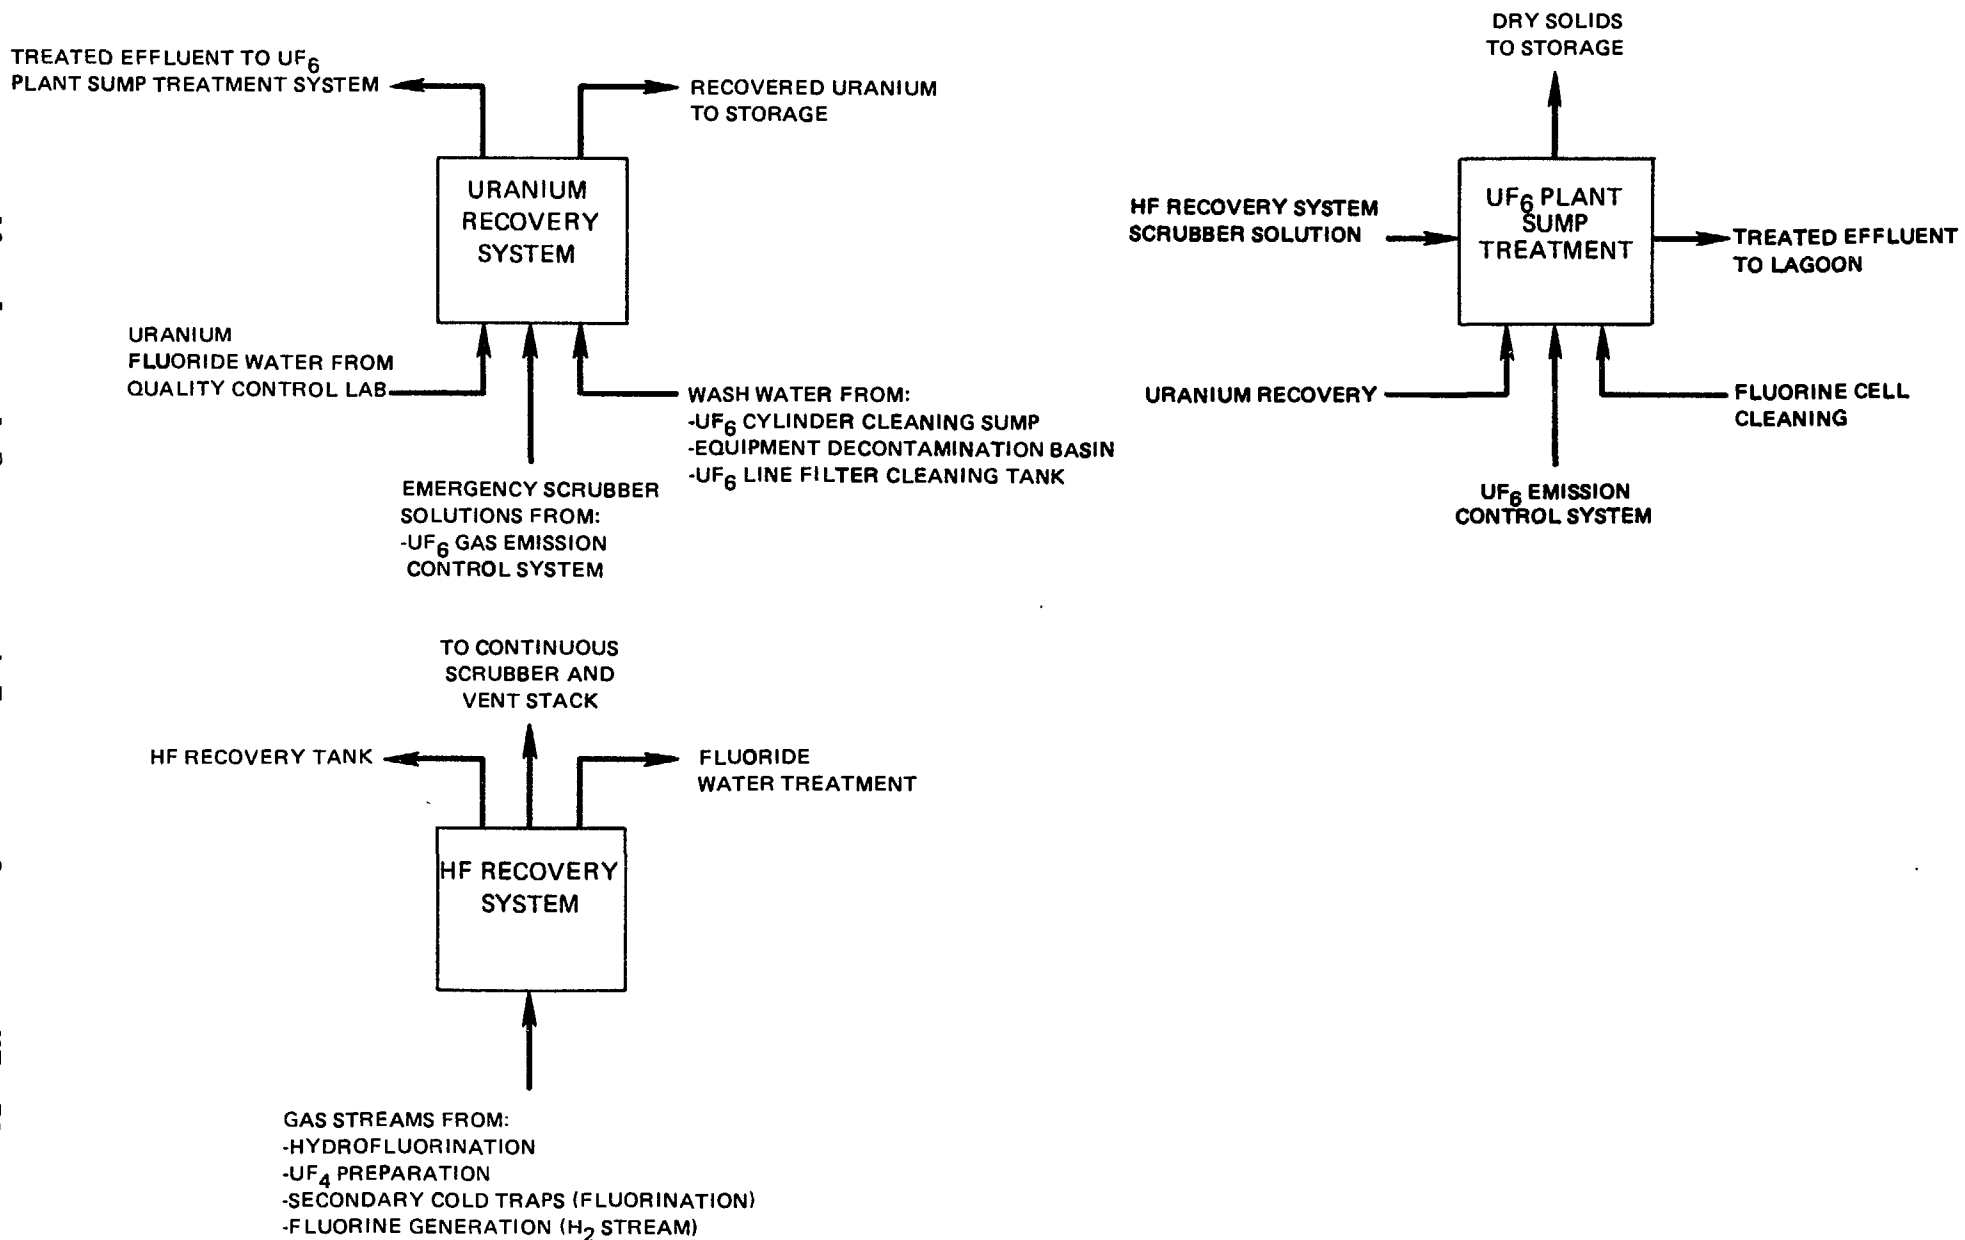 TREATED EFFLUENT TO UF6
PLANT SUMP TREATMENT SYSTEM
RECOVERED URANIUM
TO STORAGE
URANIUM
RECOVERY
SYSTEM
URANIUM
FLUORIDE WATER FROM
QUALITY CONTROL LAB
WASH WATER FROM:
-UF6 CYLINDER CLEANING SUMP
-EQUIPMENT DECONTAMINATION BASIN
-UF6 LINE FILTER CLEANING TANK
EMERGENCY SCRUBBER
SOLUTIONS FROM:
-UF6 GAS EMISSION
CONTROL SYSTEM
DRY SOLIDS
TO STORAGE
HF RECOVERY SYSTEM
SCRUBBER SOLUTION
UF6 PLANT
SUMP
TREATMENT
TREATED EFFLUENT
TO LAGOON
URANIUM RECOVERY
FLUORINE CELL
CLEANING
UF6 EMISSION
CONTROL SYSTEM
TO CONTINUOUS
SCRUBBER AND
VENT STACK
HF RECOVERY TANK
FLUORIDE
WATER TREATMENT
HF RECOVERY
SYSTEM
GAS STREAMS FROM:
-HYDROFLUORINATION
-UF4 PREPARATION
-SECONDARY COLD TRAPS (FLUORINATION)
-FLUORINE GENERATION (H2 STREAM)